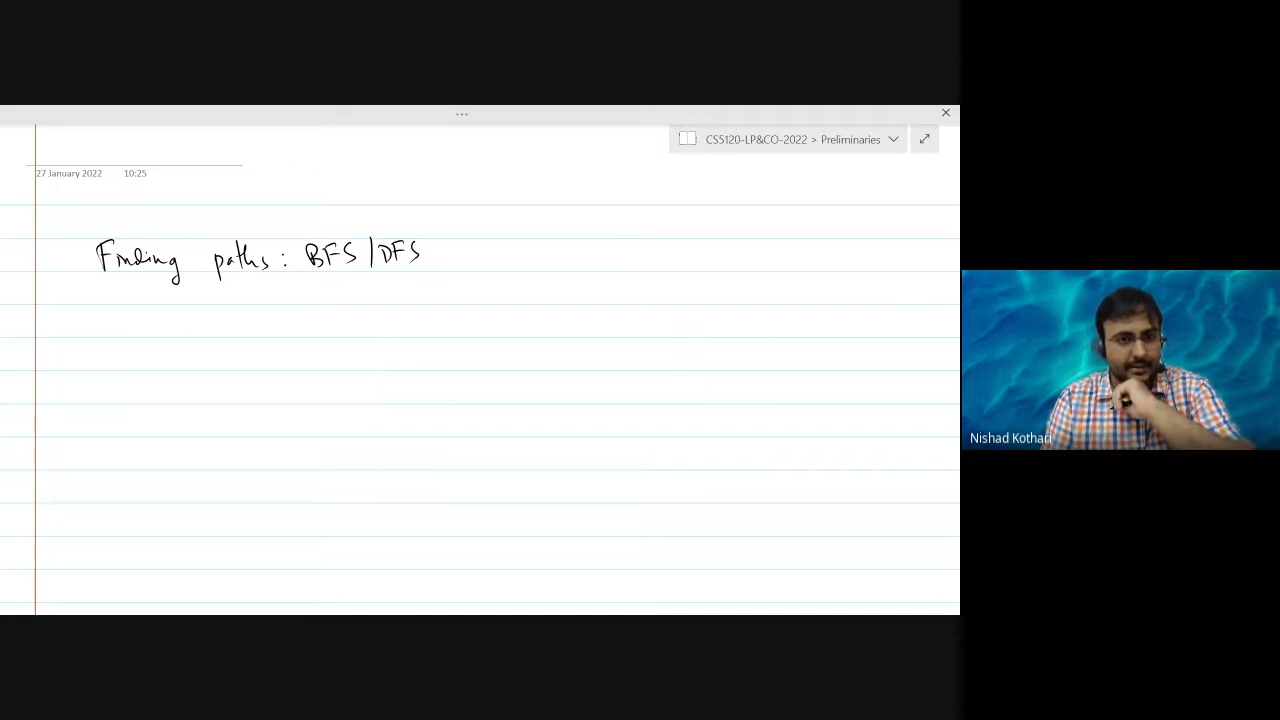 CS5120-LP&CO-2022 > Preliminaries
27 January 2022 10:25
Finding paths: BFS/DFS
Nishad Kothari